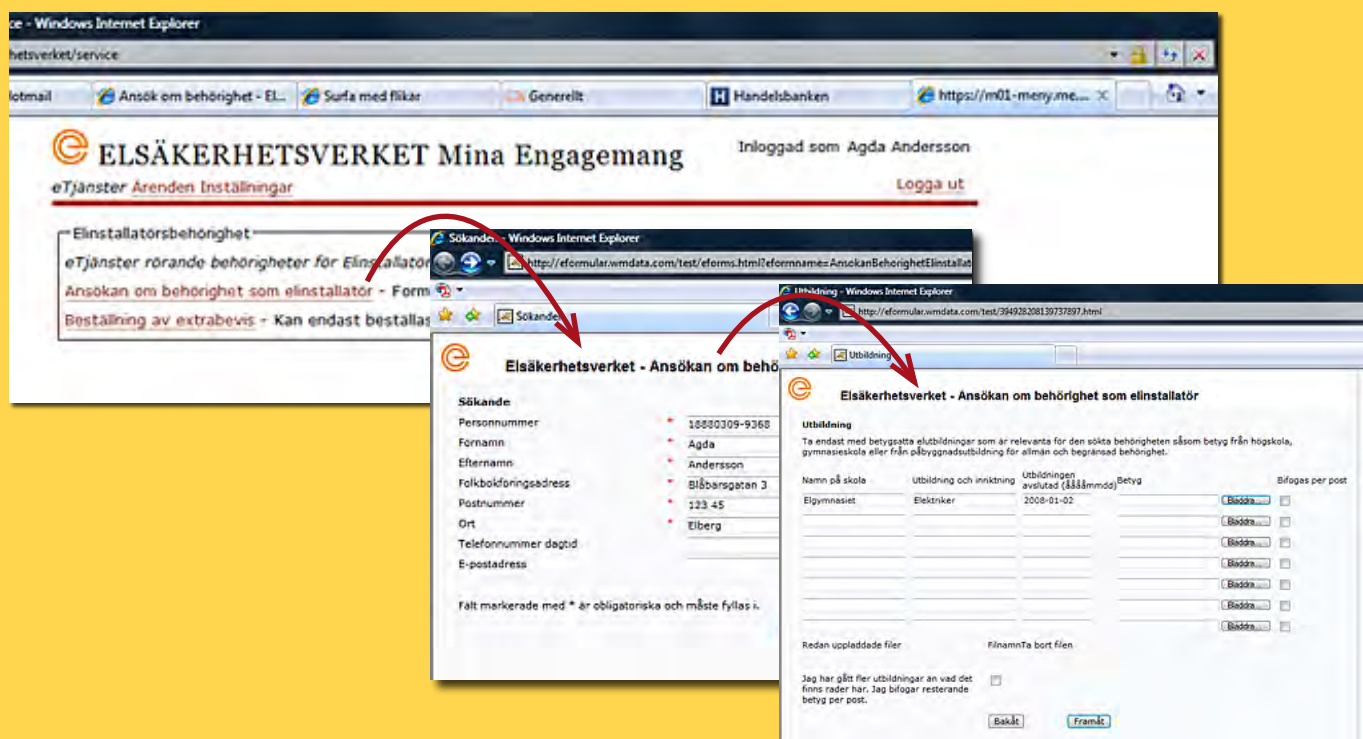 ce - Windows Internet Explorer
hetsverket/service
lotmail Ansök om behörighet - El... Surfa med flikar Generellt Handelsbanken https://m01-meny.me...
ELSÄKERHETSVERKET Mina Engagemang Inloggad som Agda Andersson
eTjänster Ärenden Inställningar Logga ut
Elinstallatörsbehörighet
eTjänster rörande behörigheter för Elinstallatör
Ansökan om behörighet som elinstallatör - Form
Beställning av extrabevis - Kan endast beställas
Sökande - Windows Internet Explorer
http://eformular.wmdata.com/test/eforms.html?eformname=AnsokanBehorighetElinstallat
Sökande
Elsäkerhetsverket - Ansökan om behö
Sökande
Personnummer * 18880309-9368
Förnamn * Agda
Efternamn * Andersson
Folkbokföringsadress * Blåbärsgatan 3
Postnummer * 123 45
Ort * Elberg
Telefonnummer dagtid
E-postadress
Fält markerade med * är obligatoriska och måste fyllas i.
Utbildning - Windows Internet Explorer
http://eformular.wmdata.com/test/394928208139737897.html
Utbildning
Elsäkerhetsverket - Ansökan om behörighet som elinstallatör
Utbildning
Ta endast med betygsatta elutbildningar som är relevanta för den sökta behörigheten såsom betyg från högskola,
gymnasieskola eller från påbyggnadsutbildning för allmän och begränsad behörighet.
Namn på skola Utbildning och inriktning Utbildningen avslutad (ååååmmdd) Betyg Bifogas per post
Elgymnasiet Elektriker 2008-01-02 Bläddra...
Bläddra...
Bläddra...
Bläddra...
Bläddra...
Bläddra...
Bläddra...
Redan uppladdade filer Filnamn Ta bort filen
Jag har gått fler utbildningar än vad det
finns rader här. Jag bifogar resterande
betyg per post.
Bakåt Framåt